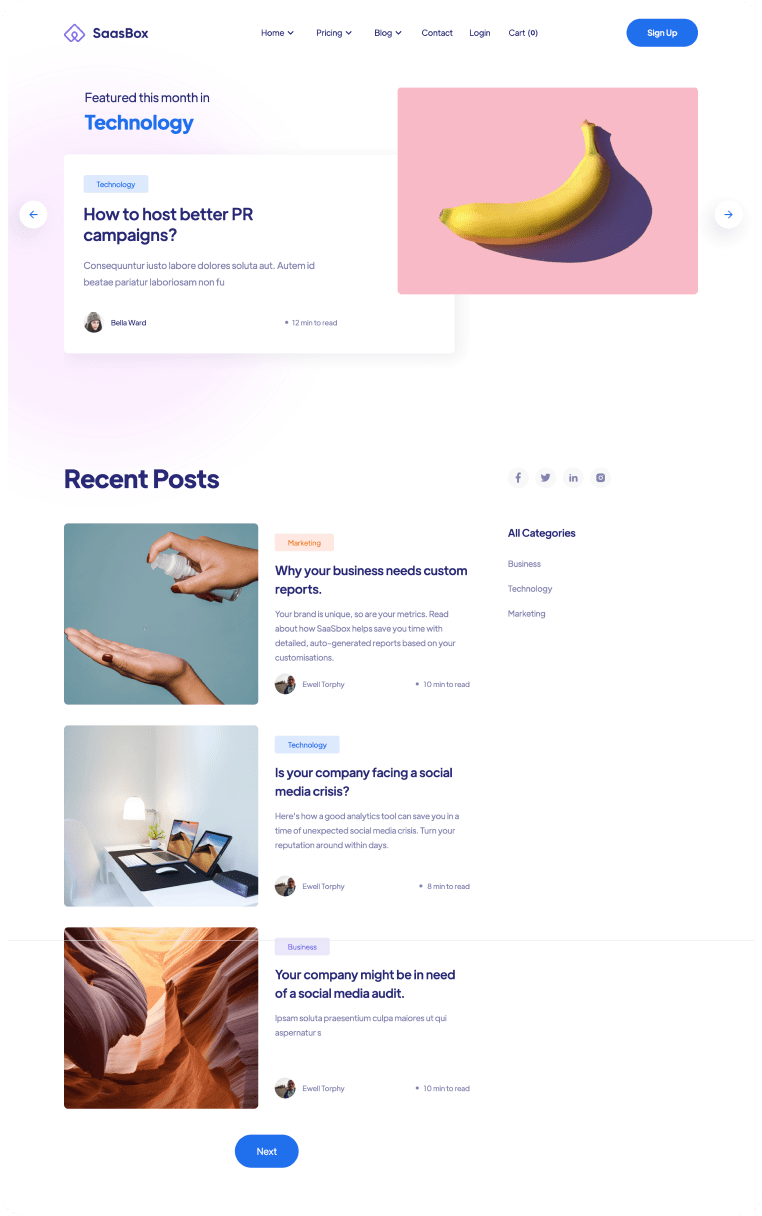 SaasBox
Home
Pricing
Blog
Contact
Login
Cart (0)
Sign Up
Featured this month in
Technology
Technology
How to host better PR
campaigns?
Consequuntur iusto labore dolores soluta aut. Autem id
beatae pariatur laboriosam non fu
Bella Ward
12 min to read
Recent Posts
Marketing
Why your business needs custom
reports.
Your brand is unique, so are your metrics. Read
about how SaaSbox helps save you time with
detailed, auto-generated reports based on your
customisations.
Ewell Torphy
10 min to read
All Categories
Business
Technology
Marketing
Technology
Is your company facing a social
media crisis?
Here's how a good analytics tool can save you in a
time of unexpected social media crisis. Turn your
reputation around within days.
Ewell Torphy
8 min to read
Business
Your company might be in need
of a social media audit.
Ipsam soluta praesentium culpa maiores ut qui
aspernatur s
Ewell Torphy
10 min to read
Next